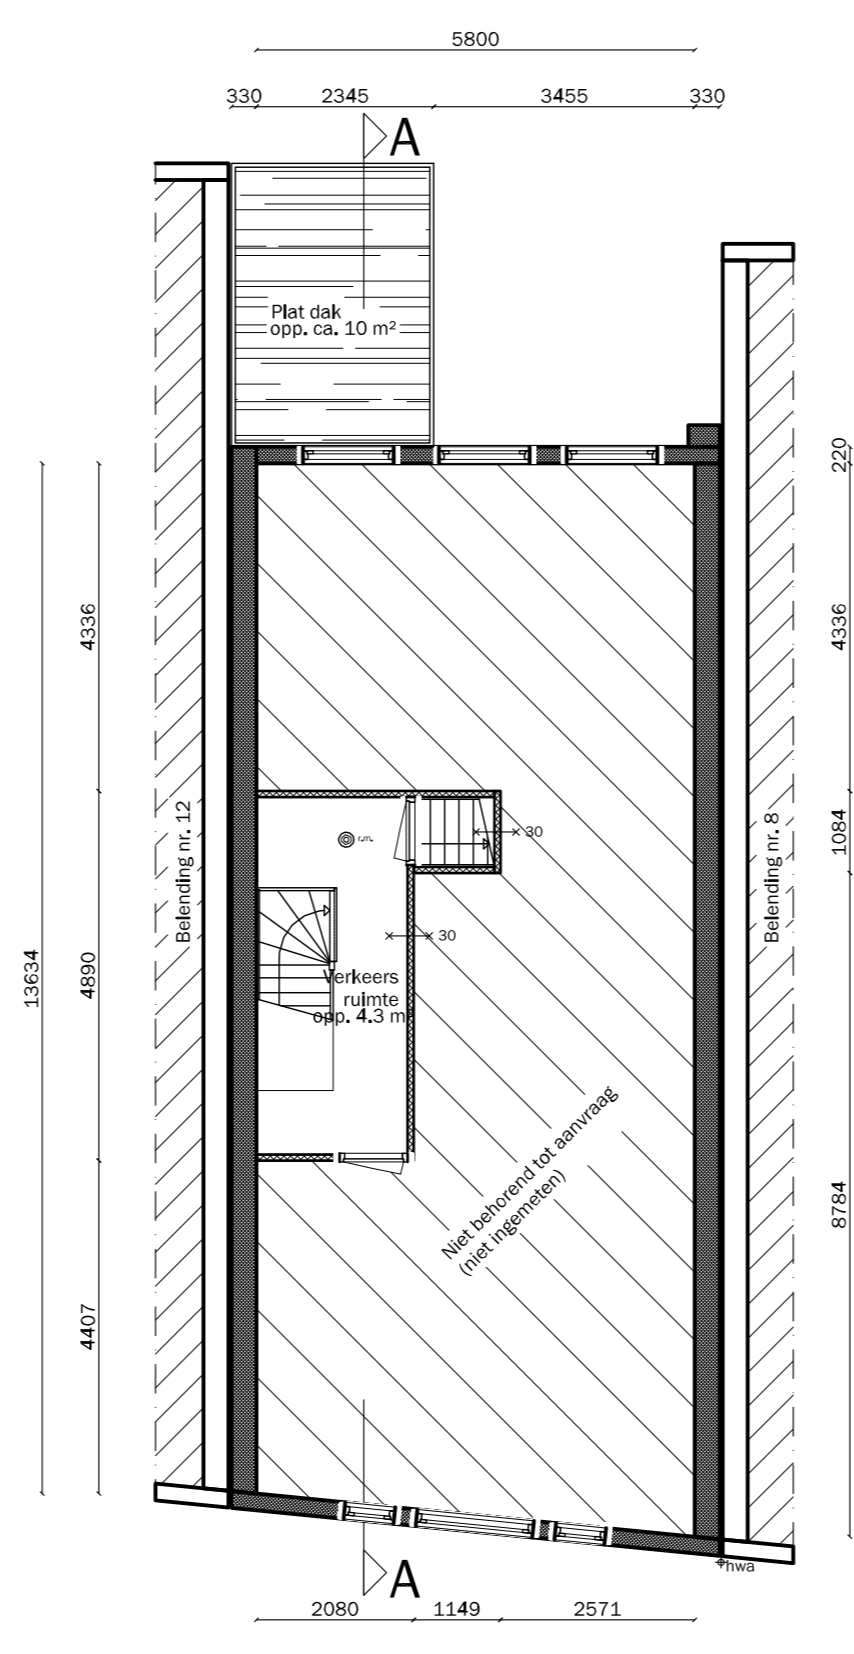 5800
330
2345
3455
330
A
Plat dak
opp. ca. 10 m²
220
4336
4336
1084
30
r.m.
Belending nr. 12
Belending nr. 8
30
13634
4890
Verkeers
ruimte
opp. 4.3 m²
Niet behorend tot aanvraag
(niet ingemeten)
8784
4407
A
hwa
2080
1149
2571